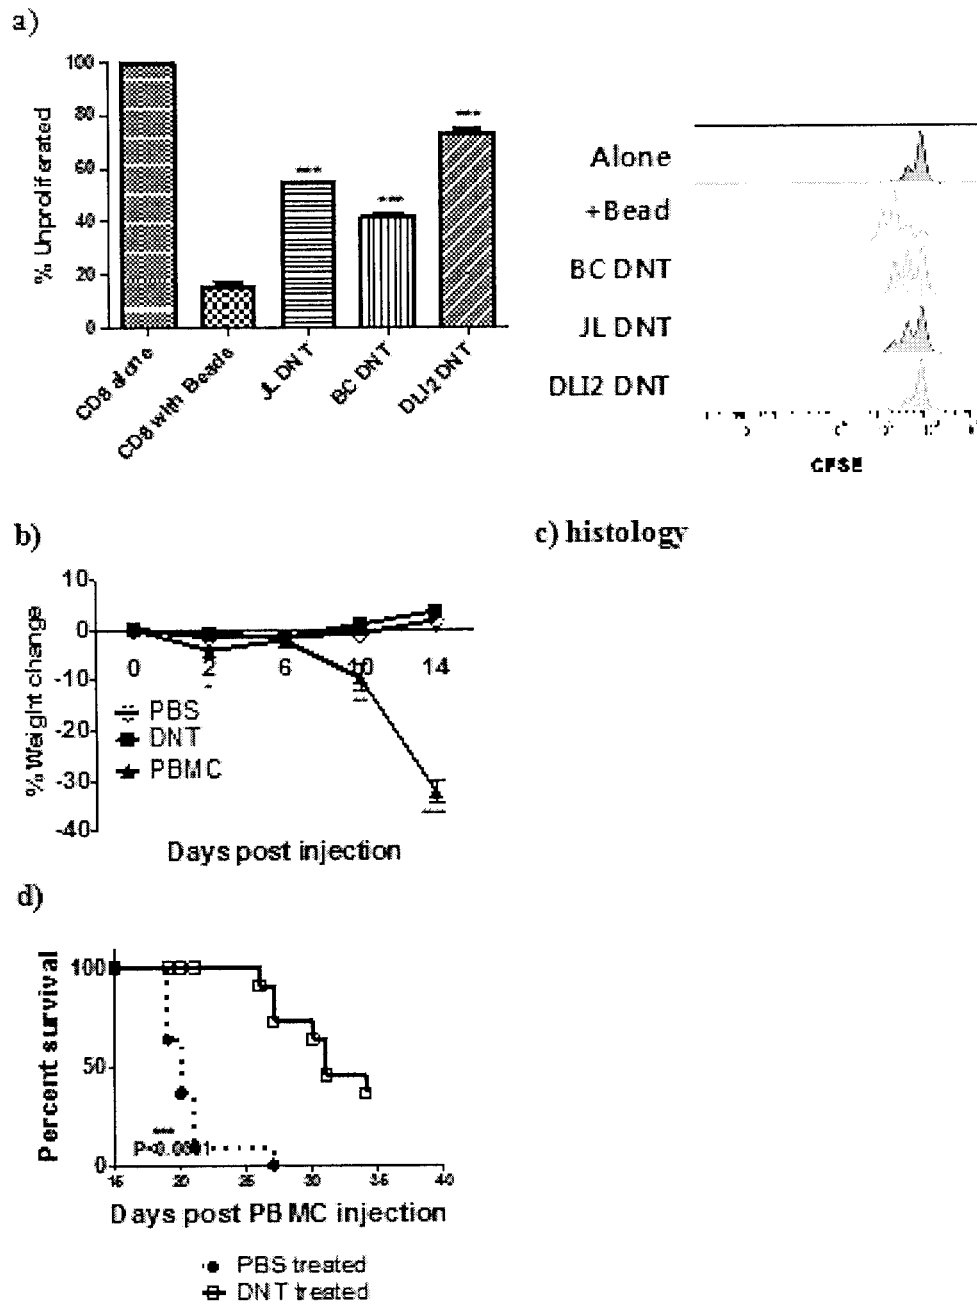 a)
100
80
60
40
20
0
% Unproliferated
***
***
***
CD8 alone
CD8 with Beads
JL DNT
BC DNT
DLI2 DNT
Alone
+Bead
BC DNT
JL DNT
DLI2 DNT
CFSE
b)
10
0
-10
-20
-30
-40
% Weight change
0
2
6
10
14
PBS
DNT
PBMC
Days post injection
c) histology
d)
100
50
0
Percent survival
***
P<0.0001
15
20
25
30
35
40
Days post PBMC injection
PBS treated
DNT treated